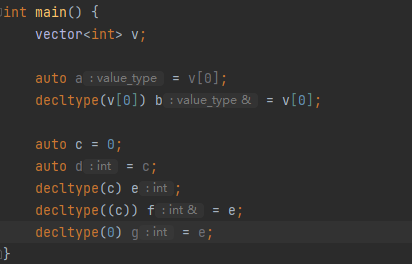 int main() {
vector<int> v;
auto a : value_type = v[0];
decltype(v[0]) b : value_type & = v[0];
auto c = 0;
auto d : int = c;
decltype(c) e : int ;
decltype((c)) f : int & = e;
decltype(0) g : int = e;
}